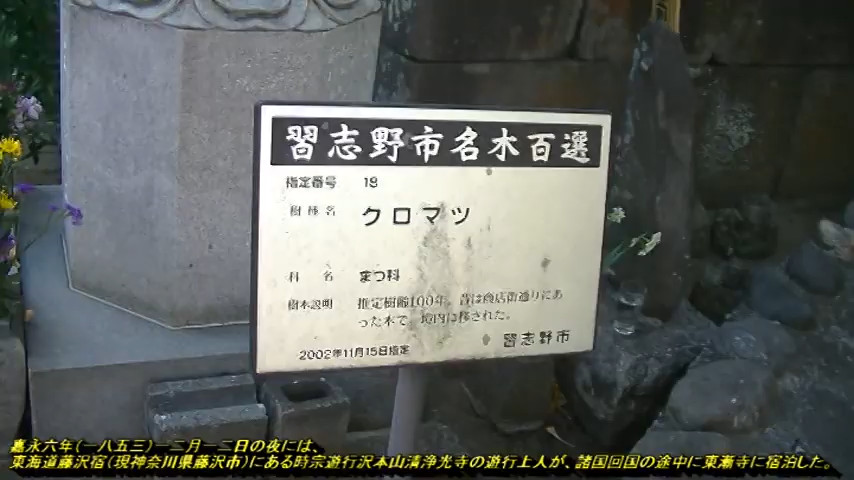 習志野市名木百選
指定番号 19
樹種名 クロマツ
科名 まつ科
樹木説明 推定樹齢100年。昔は商店街通りにあ
った木で、境内に移された。
2002年11月15日指定 習志野市
嘉永六年(一八五三)一二月一二日の夜には、
東海道藤沢宿(現神奈川県藤沢市)にある時宗遊行沢本山清浄光寺の遊行上人が、諸国回国の途中に東漸寺に宿泊した。